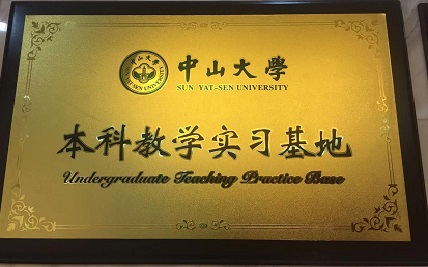 中山大學
SUN YAT-SEN UNIVERSITY
本科教学实习基地
Undergraduate Teaching Practice Base